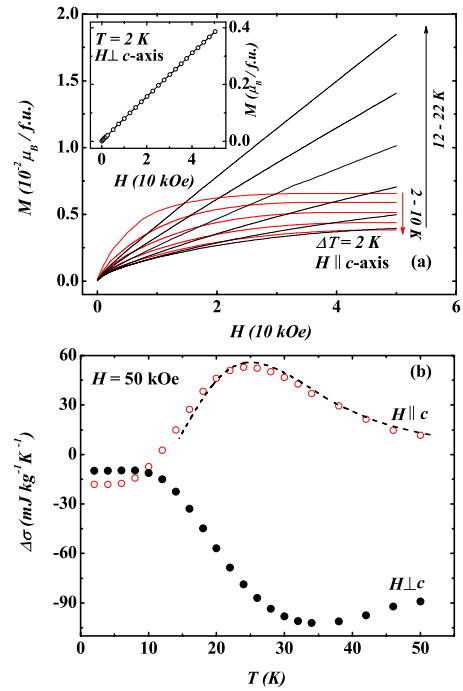 (a)
T = 2 K
H⊥ c-axis
0.4
0.2
0.0
M (μB / f.u.)
0 2 4
H (10 kOe)
2.0
1.5
1.0
0.5
0.0
M (10⁻² μB / f.u.)
12 - 22 K
2 - 10 K
ΔT = 2 K
H || c-axis
(a)
0 2 4 6
H (10 kOe)
60
30
0
-30
-60
-90
Δσ (mJ kg⁻¹ K⁻¹)
H = 50 kOe
(b)
H || c
H⊥c
0 10 20 30 40 50
T (K)